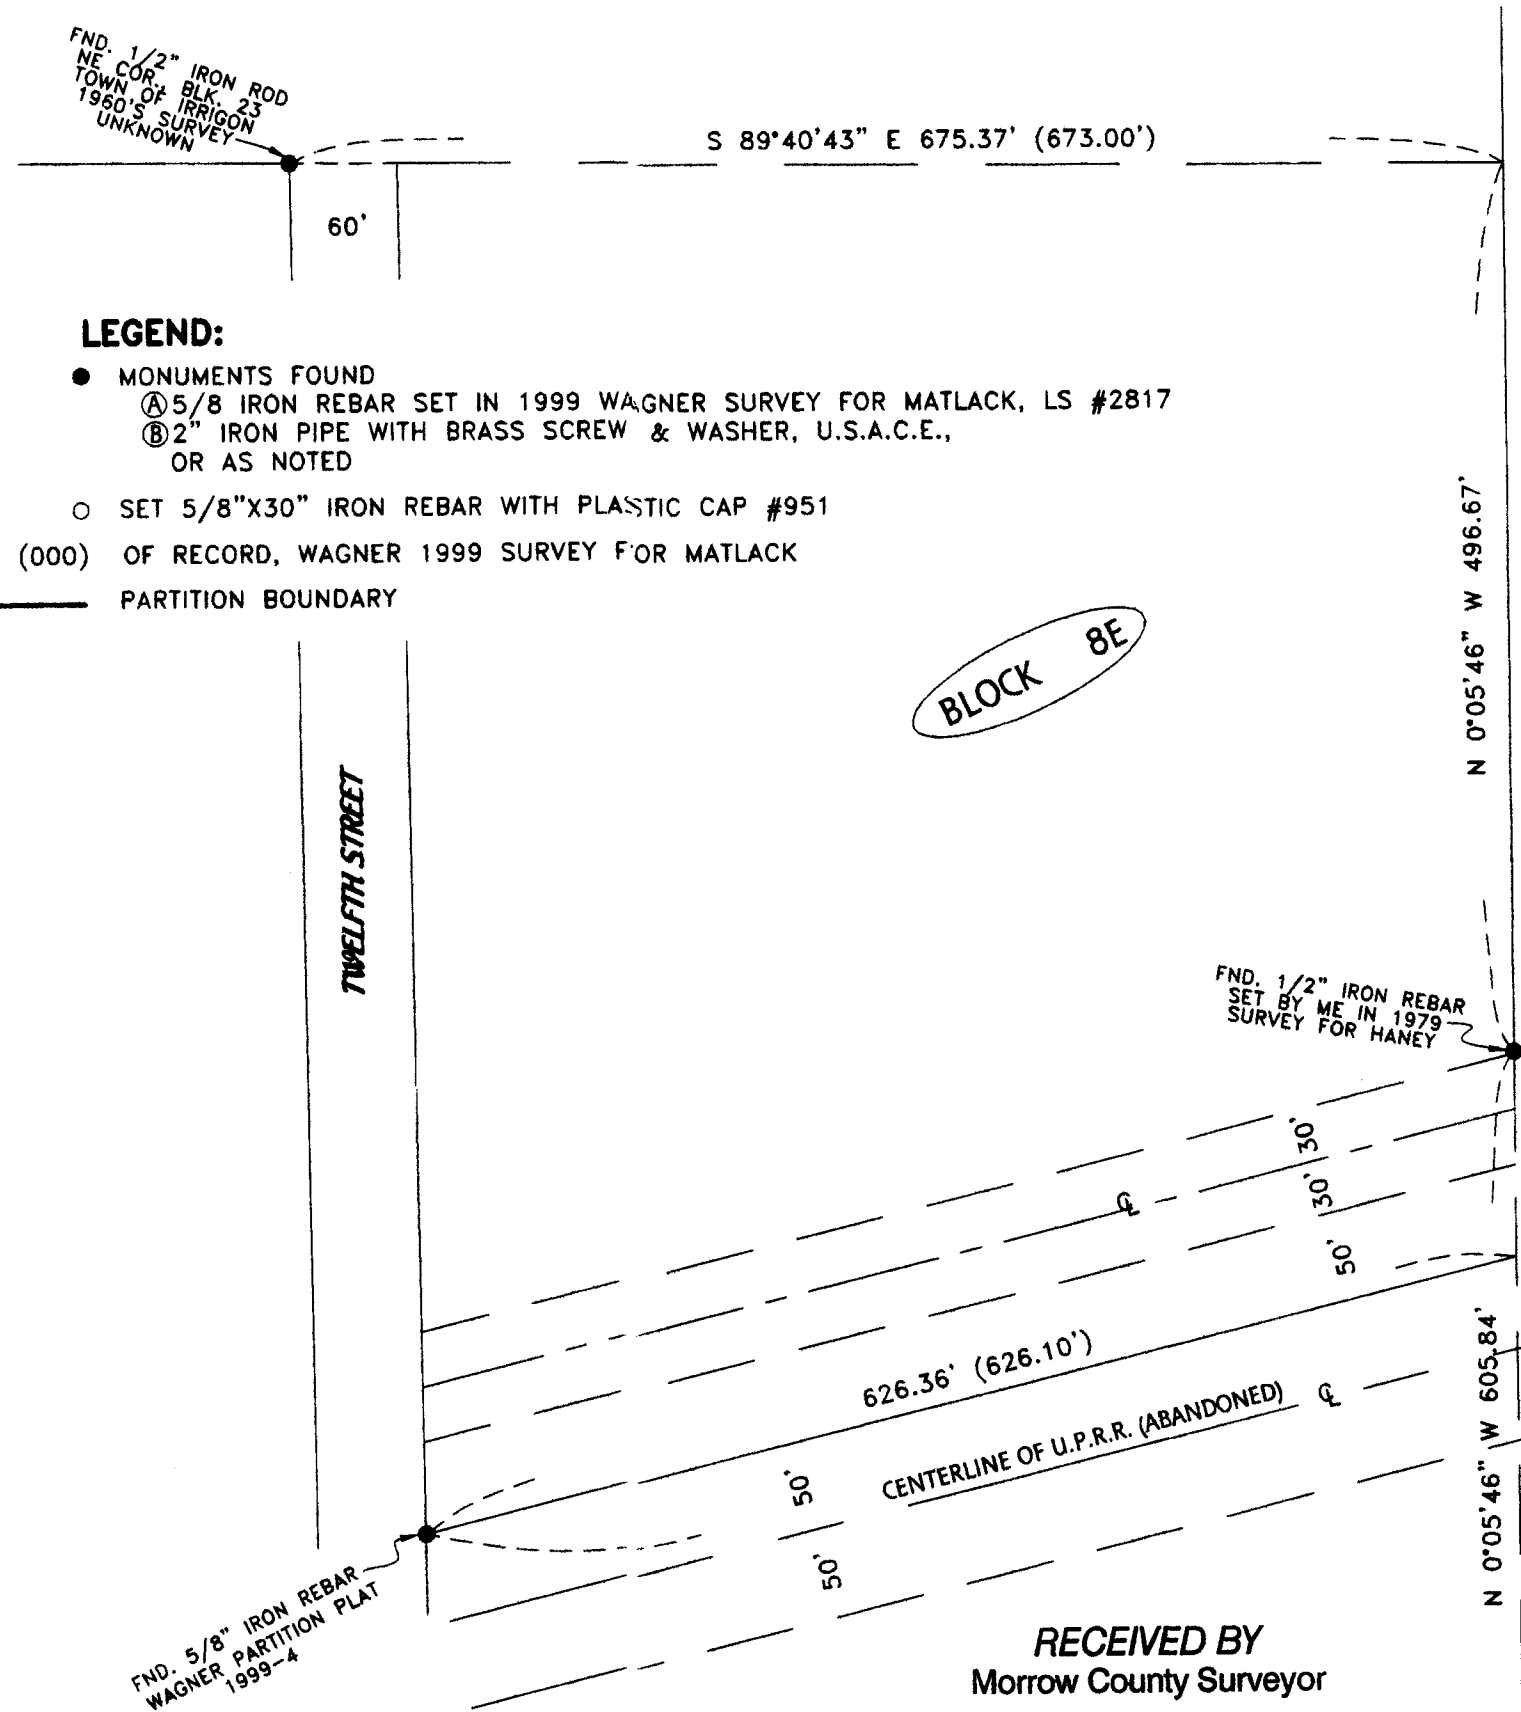 FND. 1/2" IRON ROD
NE COR., BLK. 23
TOWN OF IRRIGON
1960'S SURVEY
UNKNOWN
S 89°40'43" E 675.37' (673.00')
60'
LEGEND:
● MONUMENTS FOUND
Ⓐ 5/8 IRON REBAR SET IN 1999 WAGNER SURVEY FOR MATLACK, LS #2817
Ⓑ 2" IRON PIPE WITH BRASS SCREW & WASHER, U.S.A.C.E.,
OR AS NOTED
○ SET 5/8"X30" IRON REBAR WITH PLASTIC CAP #951
(000) OF RECORD, WAGNER 1999 SURVEY FOR MATLACK
PARTITION BOUNDARY
N 0°05'46" W 496.67'
BLOCK 8E
TWELFTH STREET
FND. 1/2" IRON REBAR
SET BY ME IN 1979
SURVEY FOR HANEY
30'
℄
30'
50'
626.36' (626.10')
CENTERLINE OF U.P.R.R. (ABANDONED) ℄
50'
50'
N 0°05'46" W 605.84'
FND. 5/8" IRON REBAR
WAGNER PARTITION PLAT
1999-4
RECEIVED BY
Morrow County Surveyor